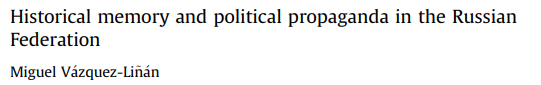 Historical memory and political propaganda in the Russian
Federation
Miguel Vázquez-Liñán